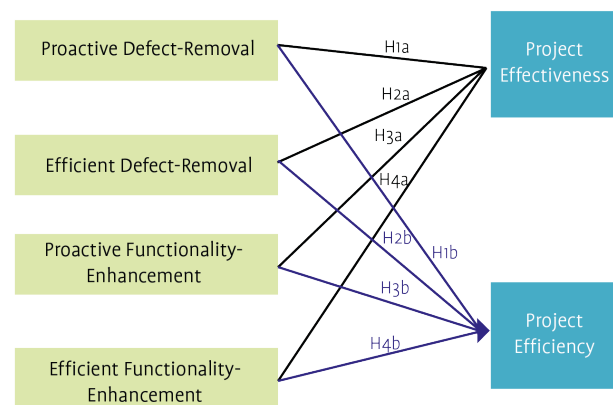 Proactive Defect-Removal
Efficient Defect-Removal
Proactive Functionality-
Enhancement
Efficient Functionality-
Enhancement
H1a
H2a
H3a
H4a
H2b
H1b
H3b
H4b
Project
Effectiveness
Project
Efficiency